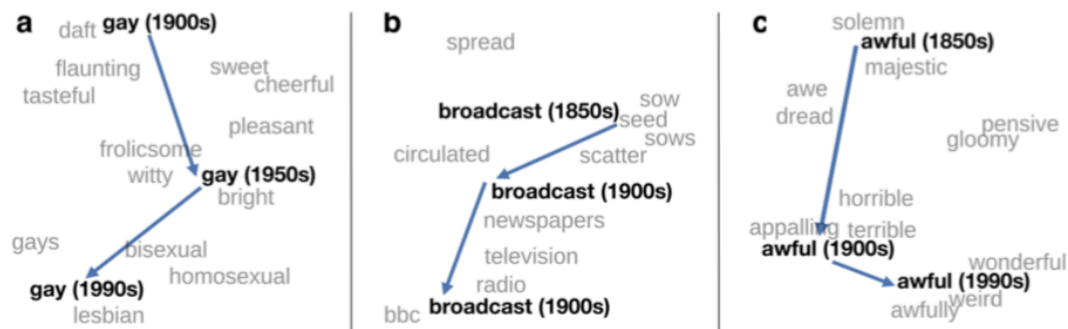 a
daft gay (1900s)
flaunting
sweet
tasteful
cheerful
pleasant
frolicsome
witty
gay (1950s)
bright
gays
bisexual
homosexual
gay (1990s)
lesbian
b
spread
broadcast (1850s)
sow
seed
sows
circulated
scatter
broadcast (1900s)
newspapers
television
radio
bbc
broadcast (1900s)
c
solemn
awful (1850s)
majestic
awe
dread
pensive
gloomy
horrible
appalling
terrible
awful (1900s)
wonderful
awful (1990s)
weird
awfully